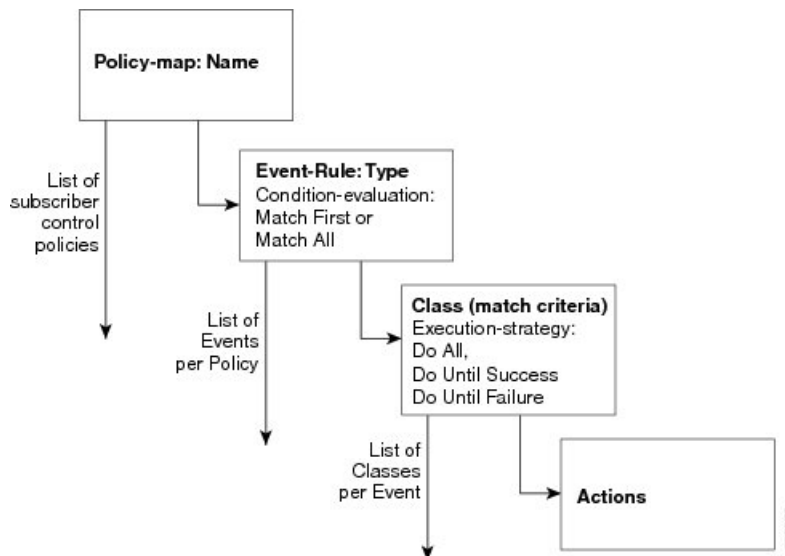 Policy-map: Name
List of
subscriber
control
policies
Event-Rule: Type
Condition-evaluation:
Match First or
Match All
List of
Events
per Policy
Class (match criteria)
Execution-strategy:
Do All,
Do Until Success
Do Until Failure
List of
Classes
per Event
Actions